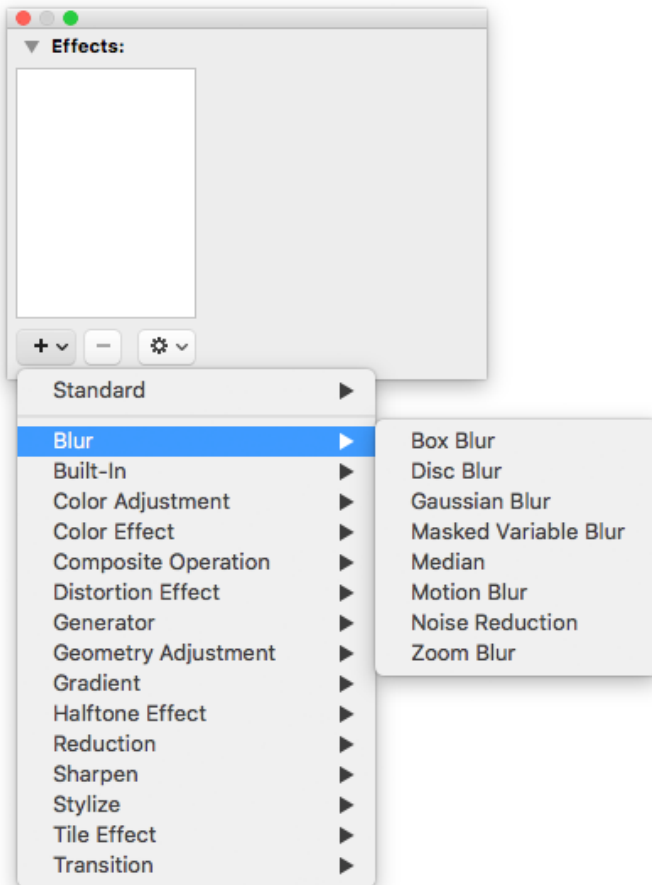 Effects:
Standard
Blur
Built-In
Color Adjustment
Color Effect
Composite Operation
Distortion Effect
Generator
Geometry Adjustment
Gradient
Halftone Effect
Reduction
Sharpen
Stylize
Tile Effect
Transition
Box Blur
Disc Blur
Gaussian Blur
Masked Variable Blur
Median
Motion Blur
Noise Reduction
Zoom Blur